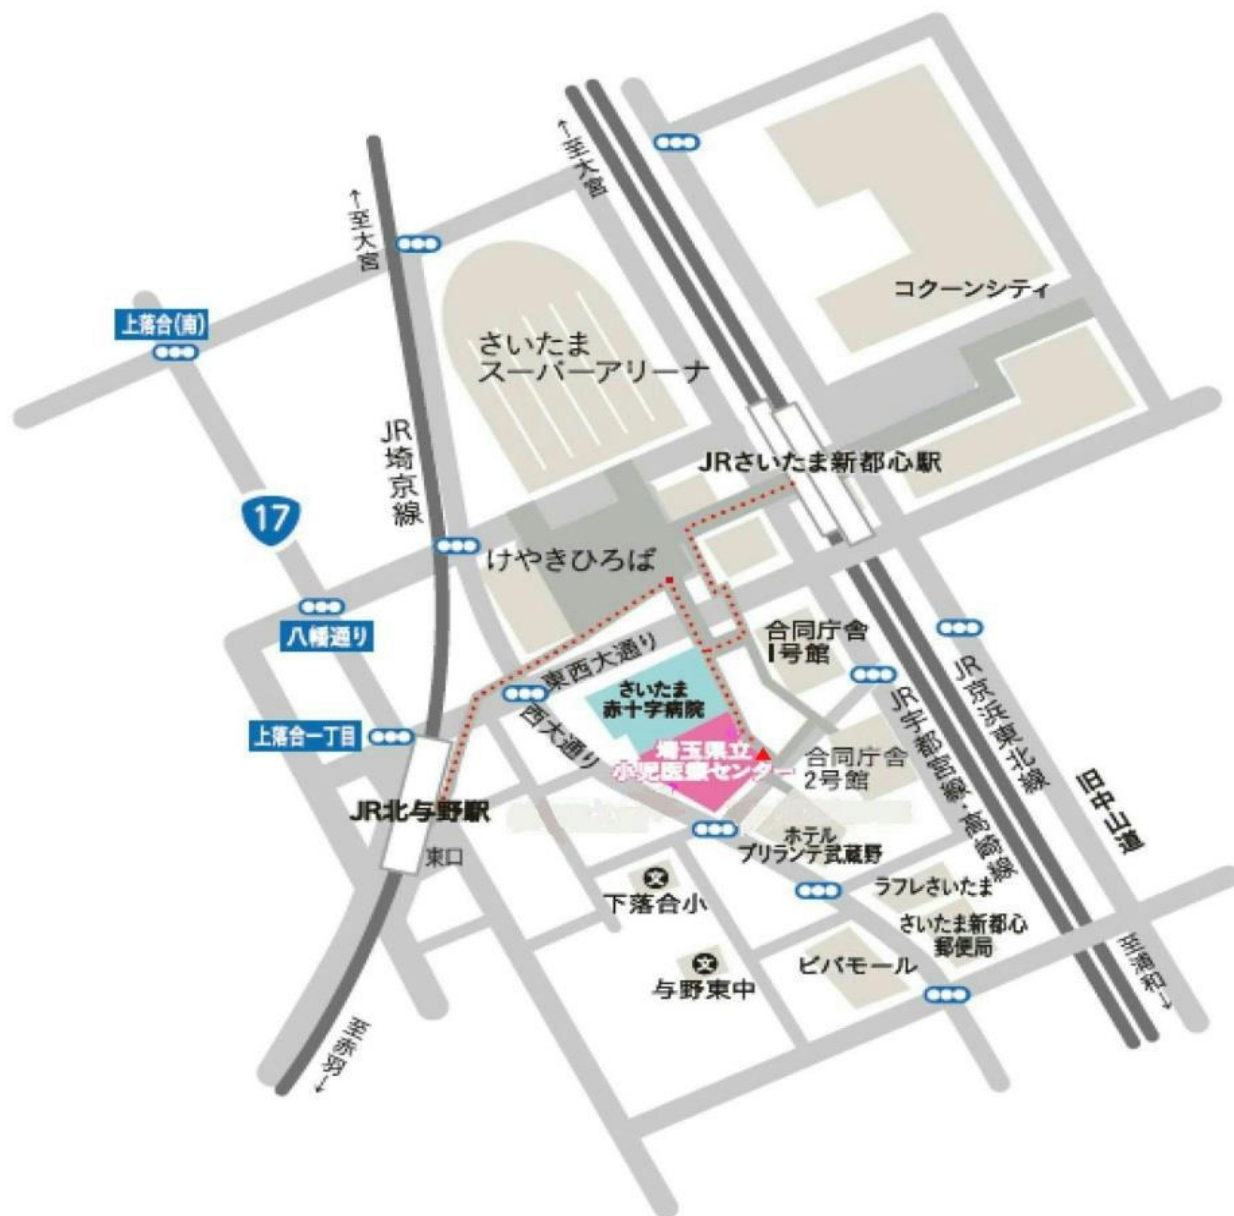 ←至大宮
←至大宮
上落合(南)
コクーンシティ
さいたま
スーパーアリーナ
JR埼京線
JRさいたま新都心駅
17
けやきひろば
八幡通り
東西大通り
合同庁舎
1号館
さいたま
赤十字病院
上落合一丁目
西大通り
埼玉県立
小児医療センター
合同庁舎
2号館
JR宇都宮線・高崎線
JR京浜東北線
旧中山道
JR北与野駅
東口
ホテル
ブリランテ武蔵野
文
下落合小
ラフレさいたま
さいたま新都心
郵便局
文
与野東中
ビバモール
至浦和→
至赤羽→